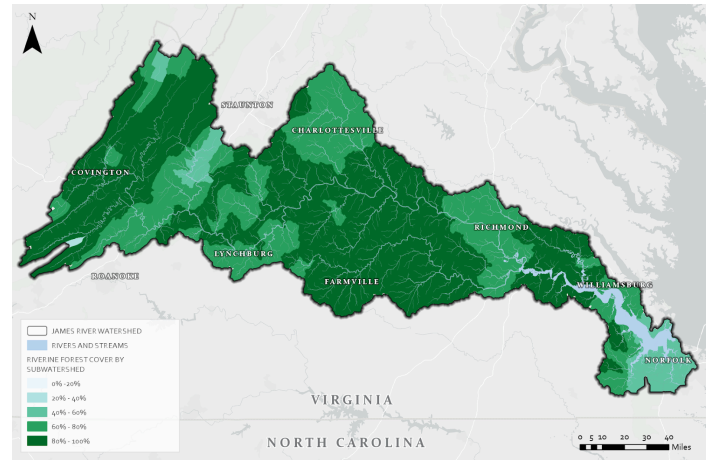 N
STAUNTON
CHARLOTTESVILLE
COVINGTON
RICHMOND
LYNCHBURG
ROANOKE
FARMVILLE
WILLIAMSBURG
NORFOLK
JAMES RIVER WATERSHED
RIVERS AND STREAMS
RIVERINE FOREST COVER BY
SUBWATERSHED
0% -20%
20% - 40%
40% - 60%
60% - 80%
80% - 100%
VIRGINIA
NORTH CAROLINA
0 5 10 20 30 40
Miles